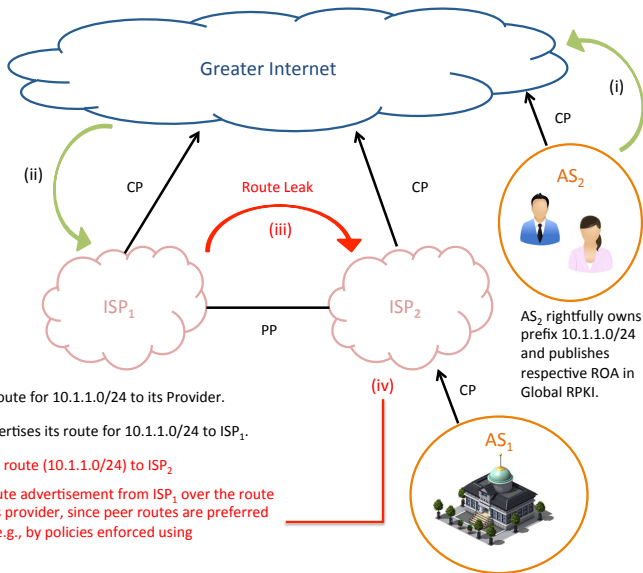 Greater Internet
(i)
CP
AS2
(ii)
CP
Route Leak
CP
(iii)
ISP1
ISP2
PP
AS2 rightfully owns
prefix 10.1.1.0/24
and publishes
respective ROA in
Global RPKI.
(iv)
CP
AS1
route for 10.1.1.0/24 to its Provider.
its route for 10.1.1.0/24 to ISP1.
route (10.1.1.0/24) to ISP2
advertisement from ISP1 over the route
provider, since peer routes are preferred
e.g., by policies enforced using